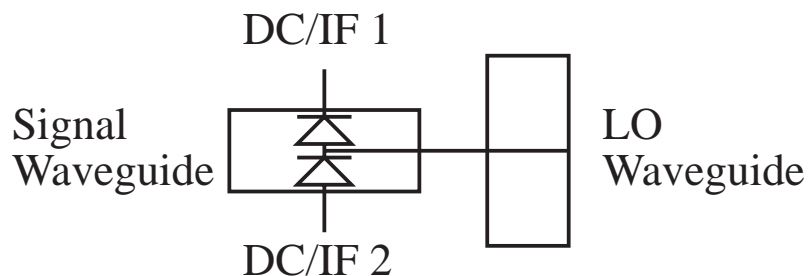 DC/IF 1
Signal
Waveguide
LO
Waveguide
DC/IF 2